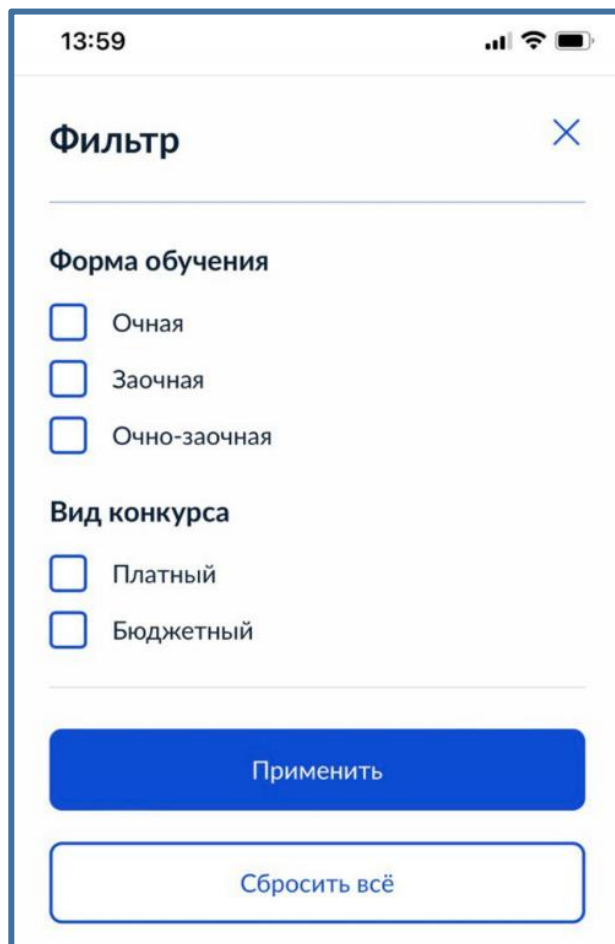 13:59
Фильтр
Форма обучения
Очная
Заочная
Очно-заочная
Вид конкурса
Платный
Бюджетный
Применить
Сбросить всё